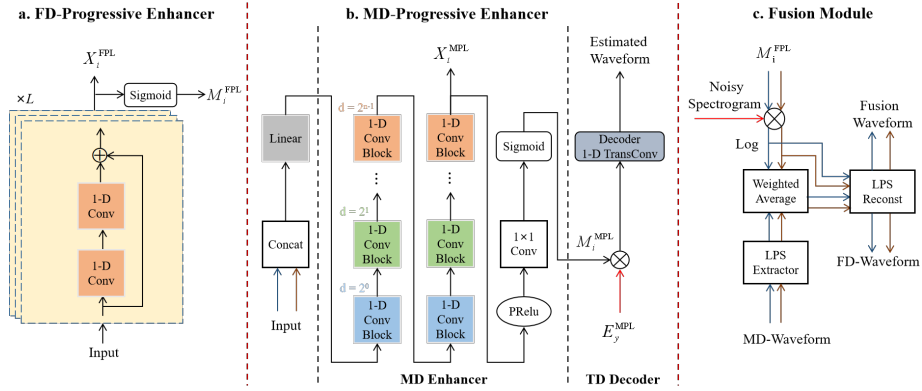 a. FD-Progressive Enhancer
X_i^FPL
×L
Sigmoid
M_i^FPL
1-D
Conv
1-D
Conv
Input
b. MD-Progressive Enhancer
Linear
Concat
Input
d = 2^n-1
1-D
Conv
Block
...
d = 2^1
1-D
Conv
Block
d = 2^0
1-D
Conv
Block
X_i^MPL
1-D
Conv
Block
...
1-D
Conv
Block
1-D
Conv
Block
Sigmoid
1×1
Conv
PRelu
MD Enhancer
Estimated
Waveform
Decoder
1-D TransConv
M_i^MPL
E_y^MPL
TD Decoder
c. Fusion Module
M_i^FPL
Noisy
Spectrogram
Fusion
Waveform
Log
Weighted
Average
LPS
Reconst
LPS
Extractor
FD-Waveform
MD-Waveform